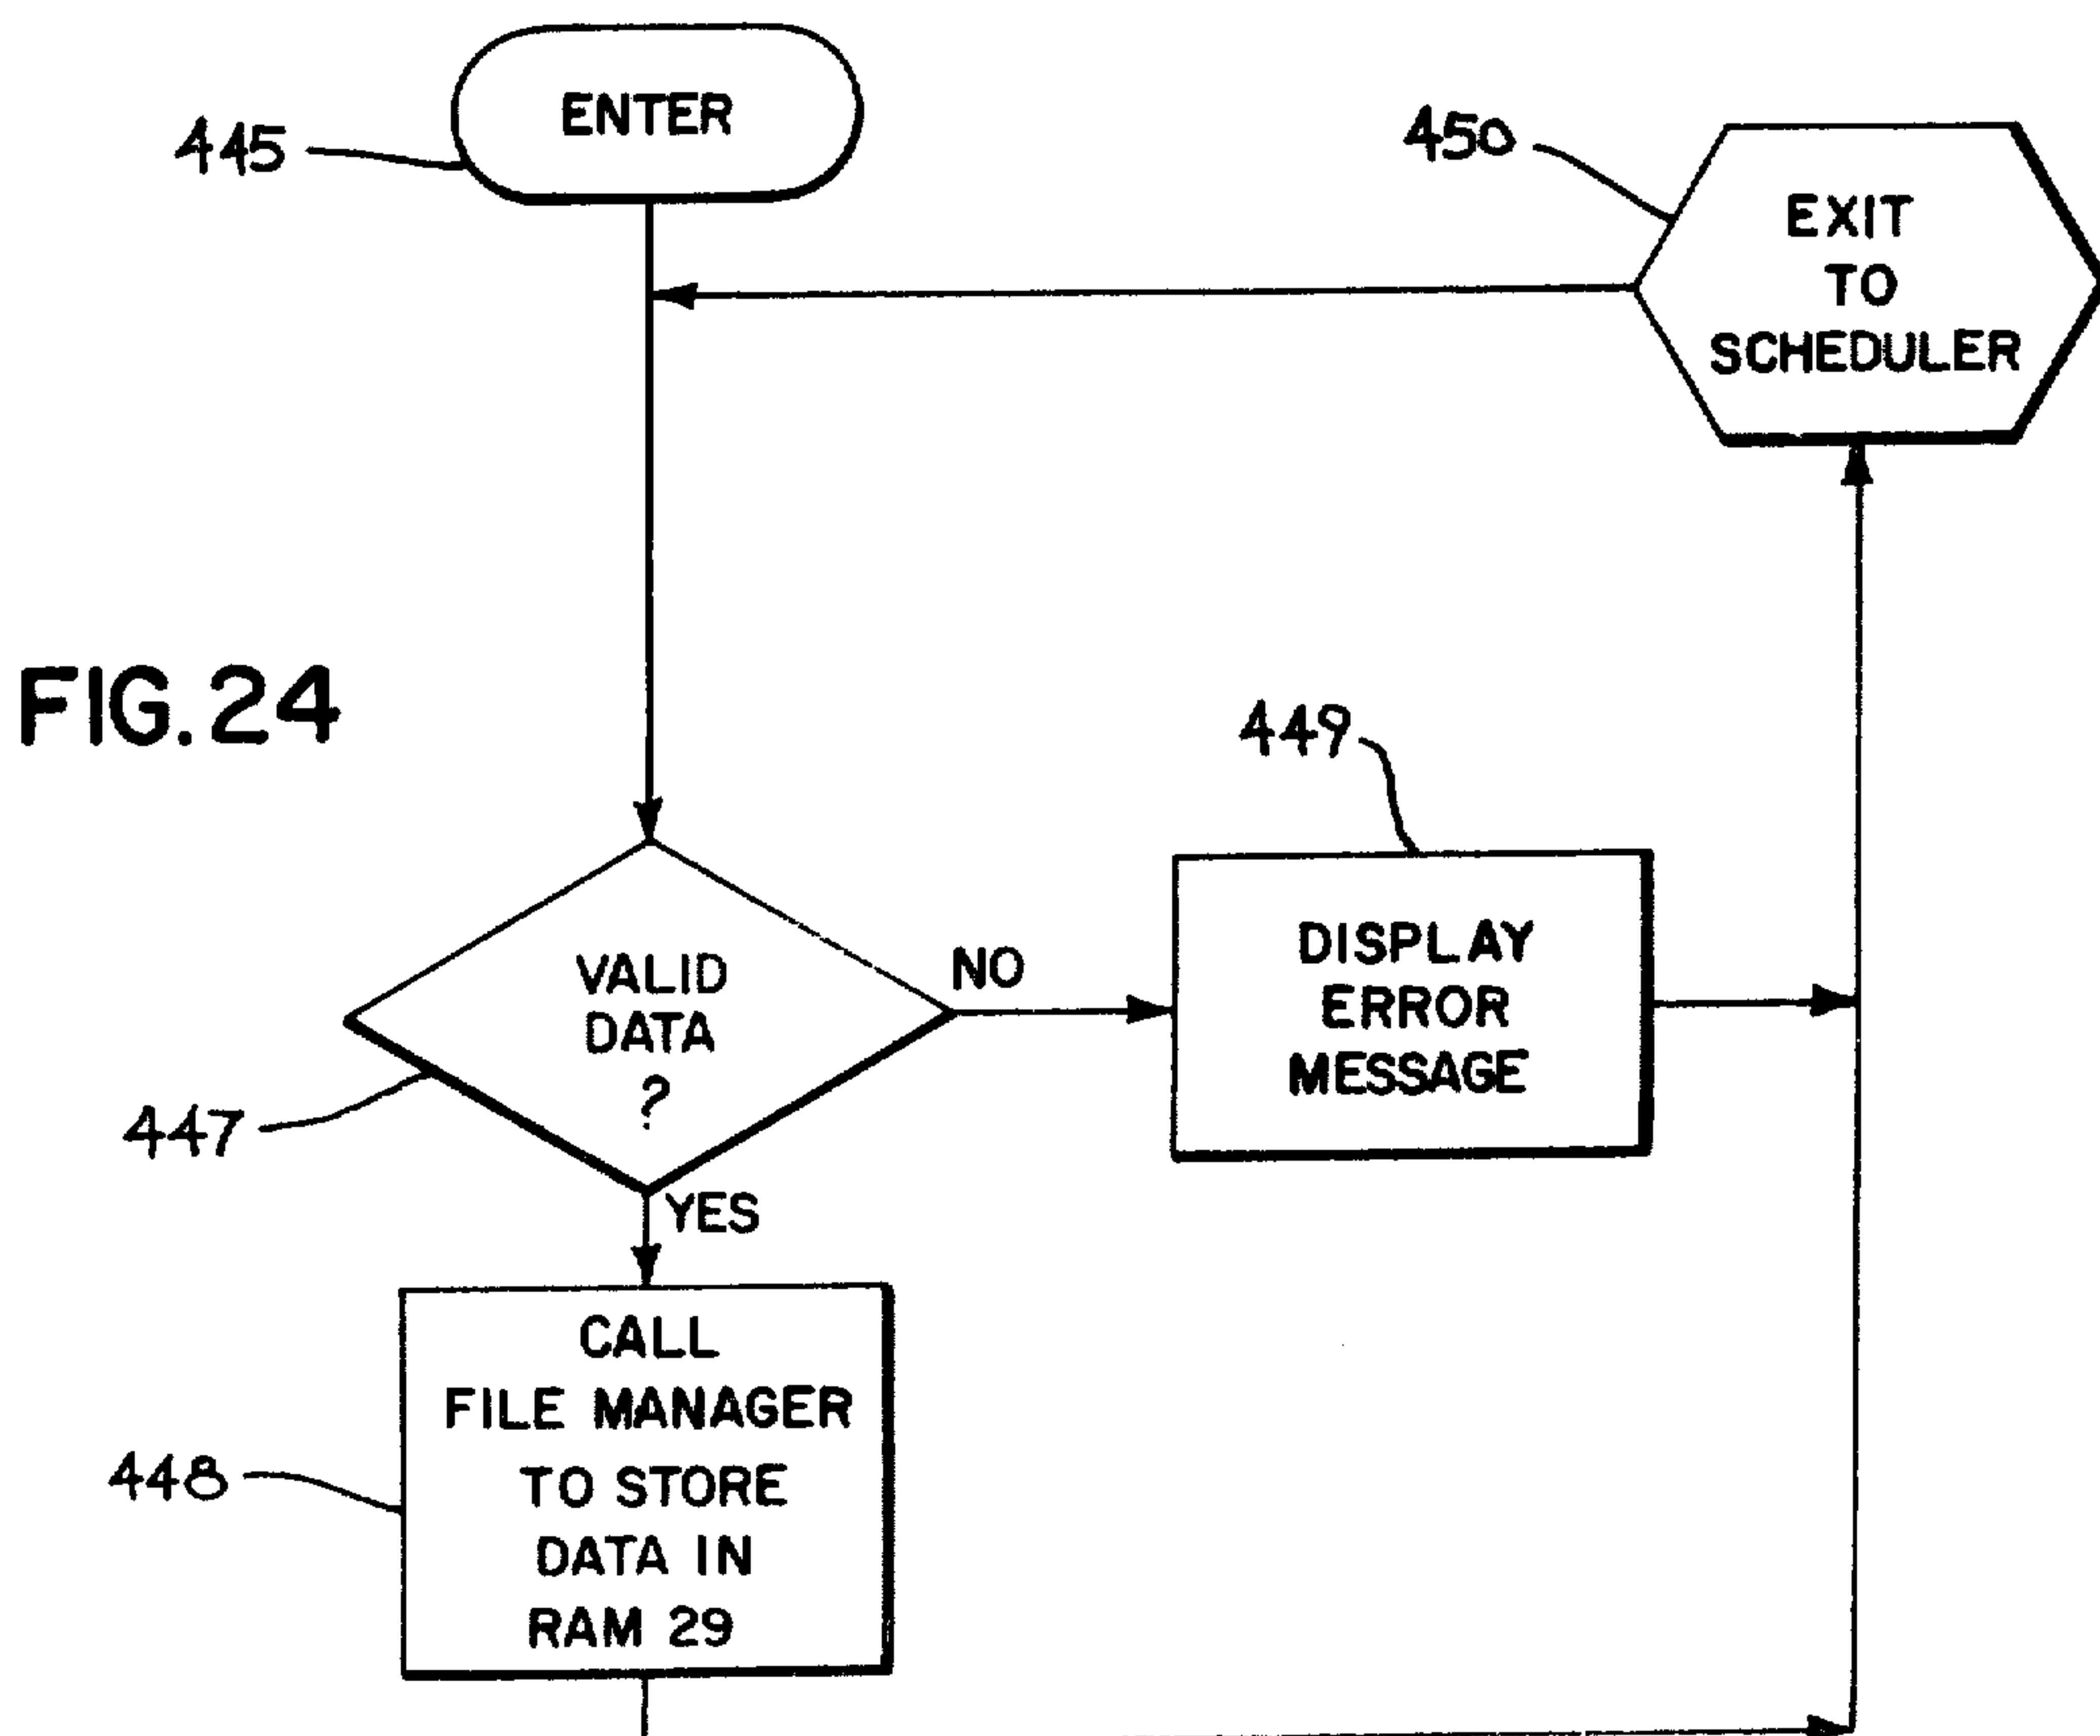 ENTER
445
450
EXIT
TO
SCHEDULER
FIG.24
449
VALID
DATA
?
NO
DISPLAY
ERROR
MESSAGE
447
YES
CALL
FILE MANAGER
TO STORE
DATA IN
RAM 29
448